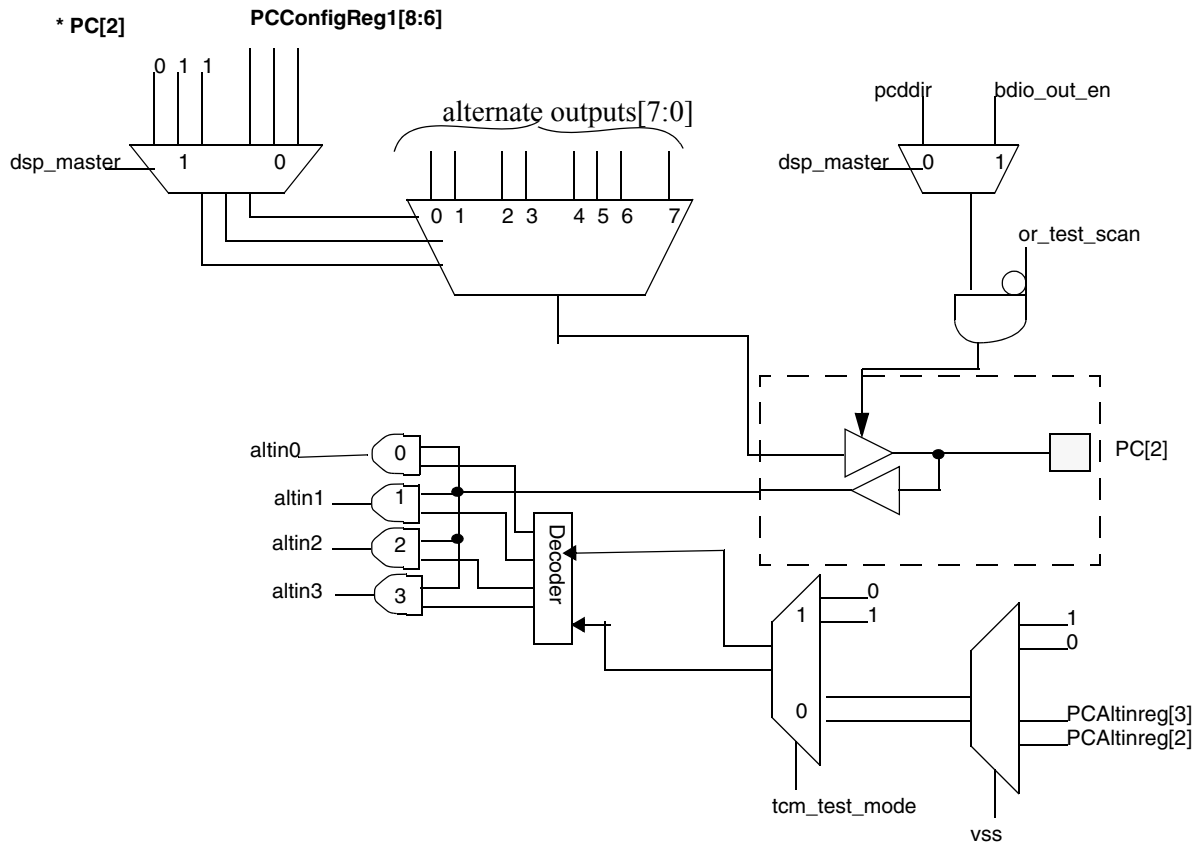 * PC[2]
PCConfigReg1[8:6]
0 1 1
alternate outputs[7:0]
pcddir
bdio_out_en
dsp_master
1
0
dsp_master
0
1
0 1 2 3 4 5 6 7
or_test_scan
altin0
0
PC[2]
altin1
1
altin2
2
altin3
3
Decoder
0
1
1
1
0
0
PCAltinreg[3]
PCAltinreg[2]
tcm_test_mode
vss